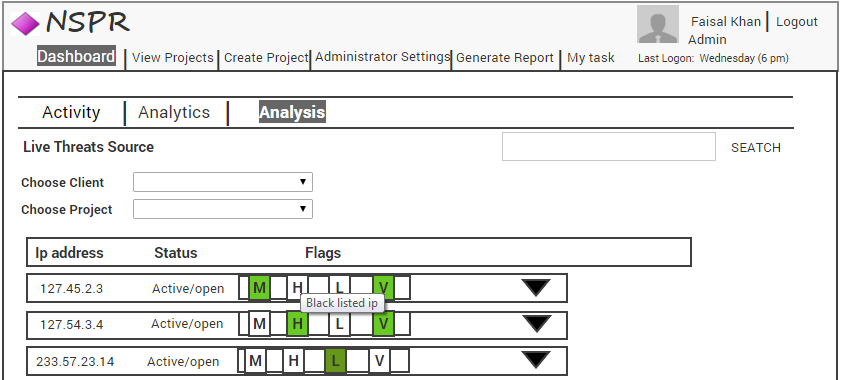 NSPR
Faisal Khan | Logout
Admin
Dashboard | View Projects | Create Project | Administrator Settings | Generate Report | My task
Last Logon: Wednesday (6 pm)
Activity | Analytics | Analysis
Live Threats Source
SEATCH
Choose Client
Choose Project
Ip address Status Flags
127.45.2.3 Active/open M H L V
Black listed ip
127.54.3.4 Active/open M H L V
233.57.23.14 Active/open M H L V